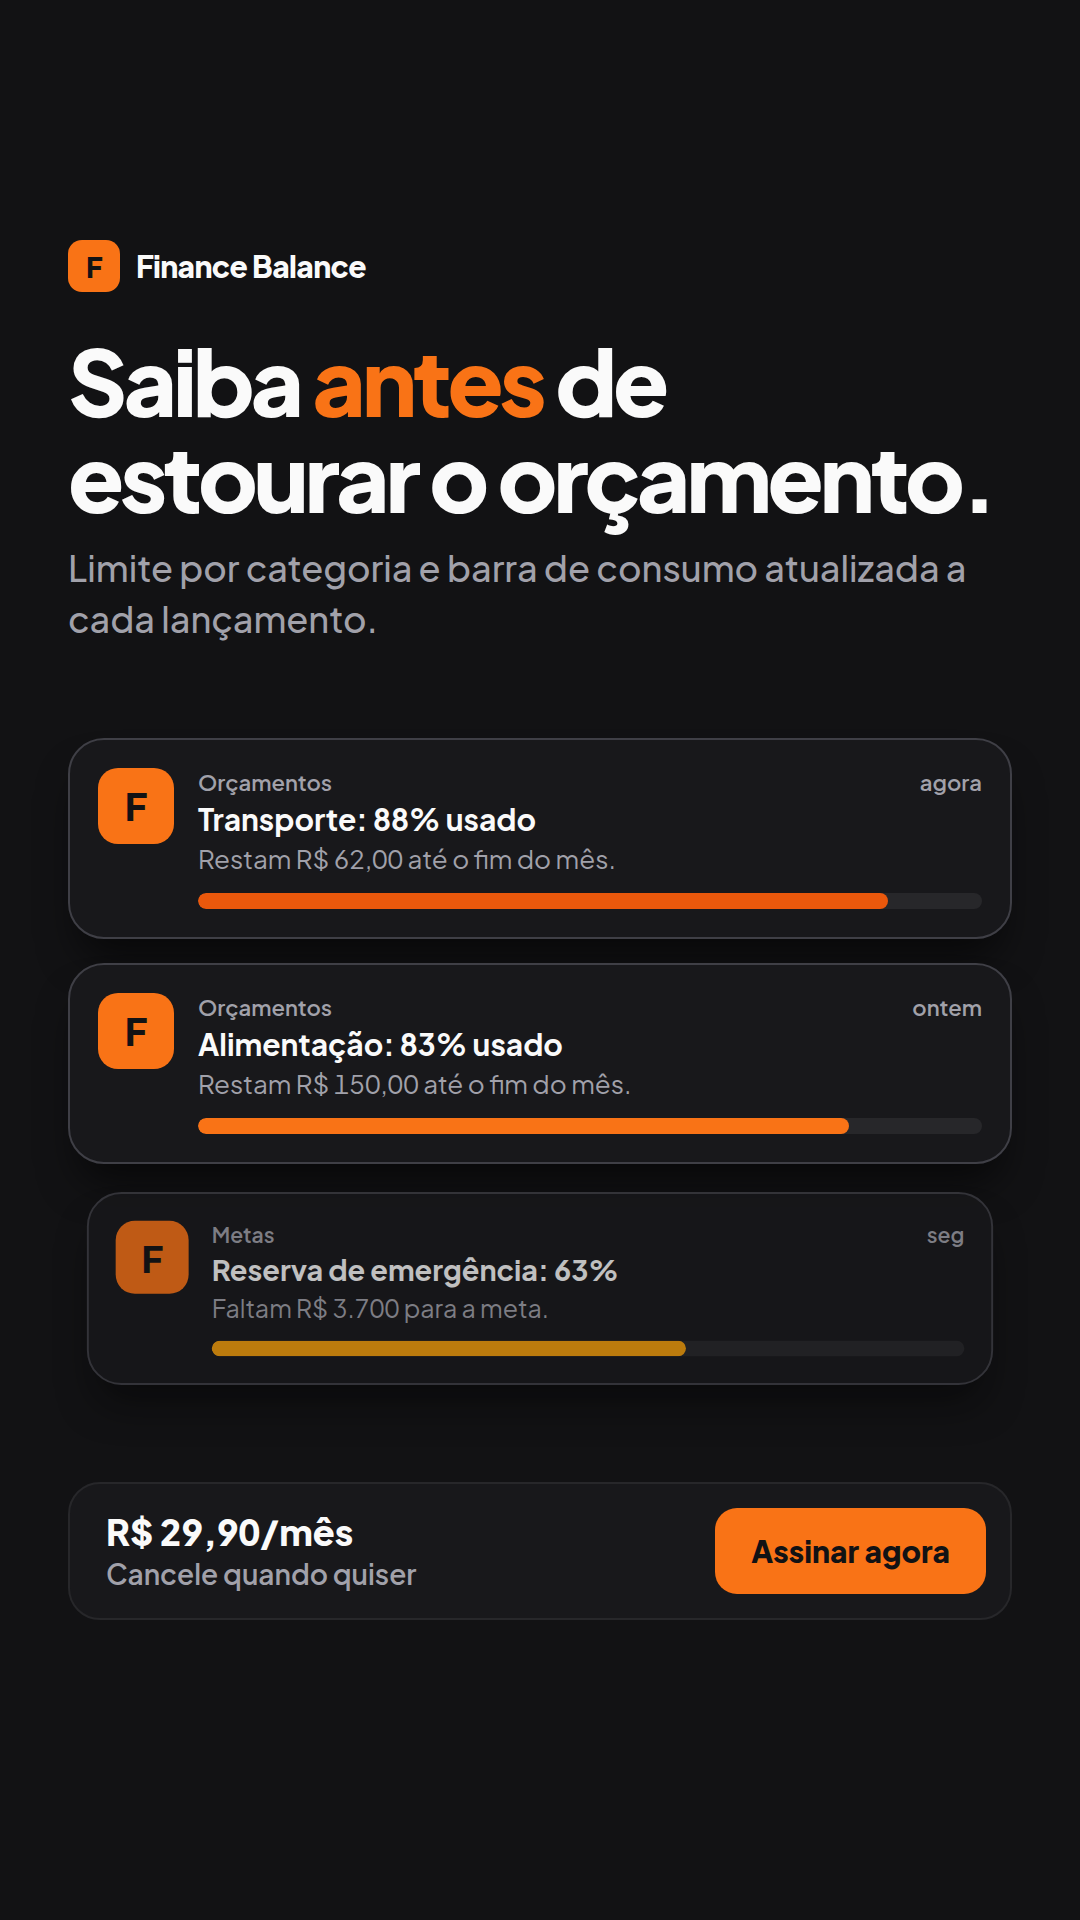 F Finance Balance
Saiba antes de
estourar o orçamento.
Limite por categoria e barra de consumo atualizada a
cada lançamento.
F
Orçamentos agora
Transporte: 88% usado
Restam R$ 62,00 até o fim do mês.
F
Orçamentos ontem
Alimentação: 83% usado
Restam R$ 150,00 até o fim do mês.
F
Metas seg
Reserva de emergência: 63%
Faltam R$ 3.700 para a meta.
R$ 29,90/mês
Cancele quando quiser
Assinar agora